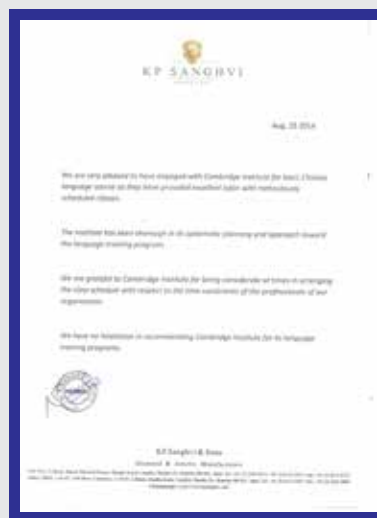 KP SANGHVI
Aug, 25 2014
We are very pleased to have engaged with Cambridge Institute for basic Chinese
language course as they have provided excellent tutor with meticulously
scheduled classes.
The institute has been thorough in its systematic planning and approach toward
the language training program.
We are grateful to Cambridge Institute for being considerate at times in arranging
the class schedule with respect to the time constraints of the professionals of our
organization.
We have no hesitation in recommending Cambridge Institute for its language
training programs.
KP Sanghvi & Sons
Diamond & Jewelry Manufacturers